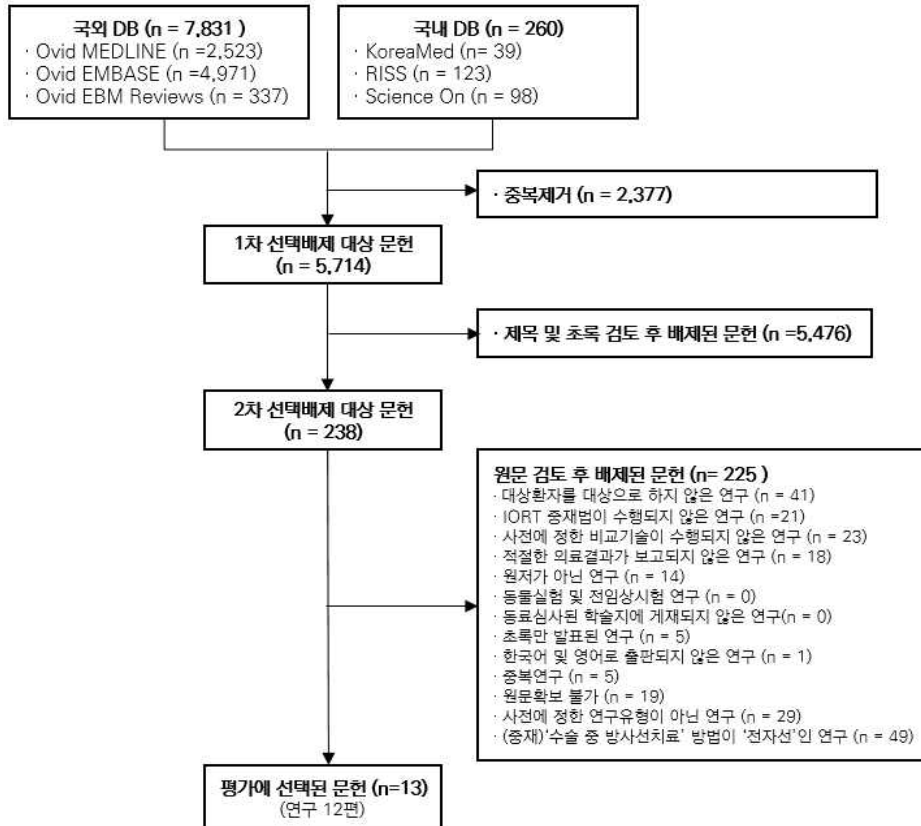 국외 DB (n = 7,831 )
· Ovid MEDLINE (n =2,523)
· Ovid EMBASE (n =4,971)
· Ovid EBM Reviews (n = 337)
국내 DB (n = 260)
· KoreaMed (n= 39)
· RISS (n = 123)
· Science On (n = 98)
· 중복제거 (n = 2,377)
1차 선택배제 대상 문헌
(n = 5,714)
· 제목 및 초록 검토 후 배제된 문헌 (n =5,476)
2차 선택배제 대상 문헌
(n = 238)
원문 검토 후 배제된 문헌 (n= 225 )
· 대상환자를 대상으로 하지 않은 연구 (n = 41)
· IORT 중재법이 수행되지 않은 연구 (n =21)
· 사전에 정한 비교기술이 수행되지 않은 연구 (n = 23)
· 적절한 의료결과가 보고되지 않은 연구 (n = 18)
· 원저가 아닌 연구 (n = 14)
· 동물실험 및 전임상시험 연구 (n = 0)
· 동료심사된 학술지에 게재되지 않은 연구(n = 0)
· 초록만 발표된 연구 (n = 5)
· 한국어 및 영어로 출판되지 않은 연구 (n = 1)
· 중복연구 (n = 5)
· 원문확보 불가 (n = 19)
· 사전에 정한 연구유형이 아닌 연구 (n = 29)
· (중재)‘수술 중 방사선치료’ 방법이 ‘전자선’인 연구 (n = 49)
평가에 선택된 문헌 (n=13)
(연구 12편)